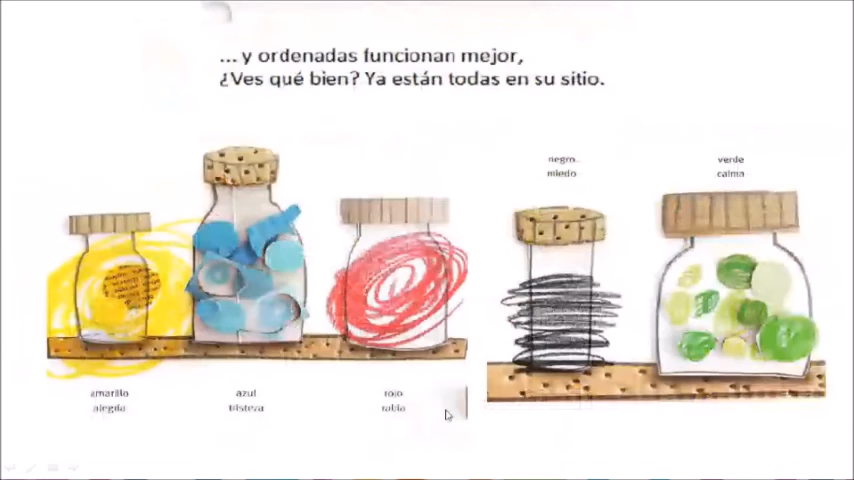 ... y ordenadas funcionan mejor,
¿Ves qué bien? Ya están todas en su sitio.
negro
miedo
verde
calma
amarillo
alegría
azul
tristeza
rojo
rabia